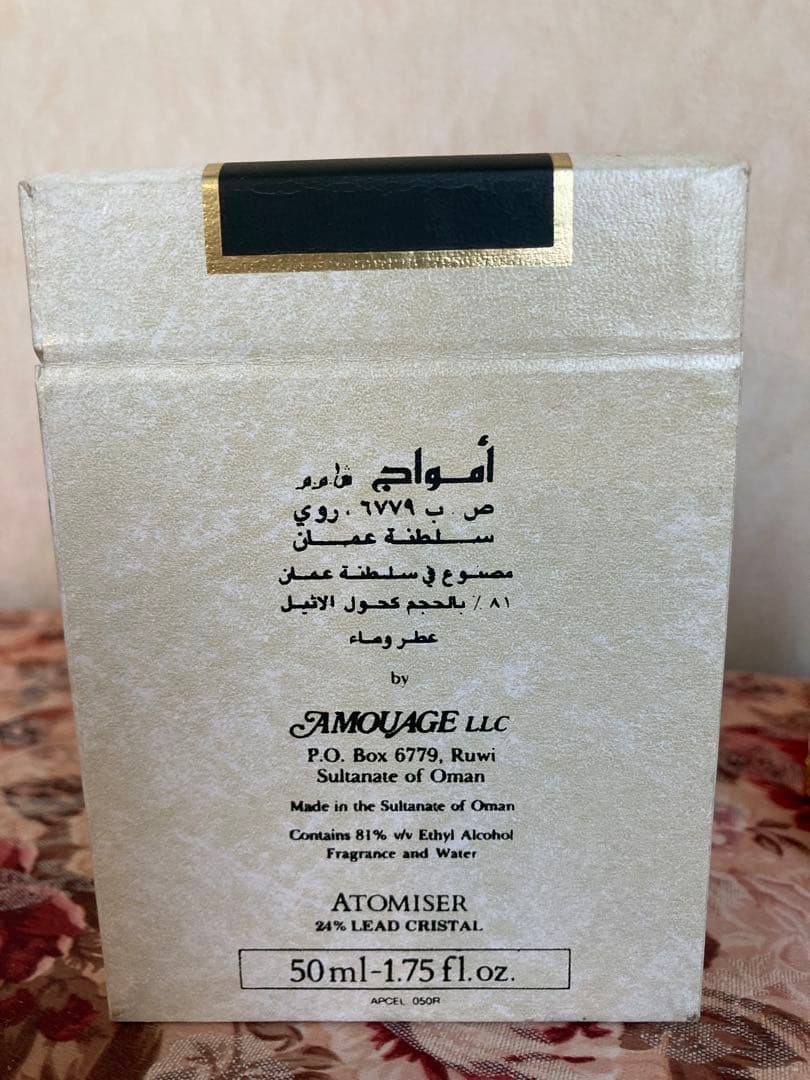 أمواج ش.م.م
ص . ب ٦٧٧٩ ، روي
سلطنة عمان
مصنوع في سلطنة عمان
٨١ ٪ بالحجم كحول الاثيل
عطر وماء
by
AMOUAGE LLC
P.O. Box 6779, Ruwi
Sultanate of Oman
Made in the Sultanate of Oman
Contains 81% v/v Ethyl Alcohol
Fragrance and Water
ATOMISER
24% LEAD CRISTAL
50 ml-1.75 fl.oz.
APCEL 050R